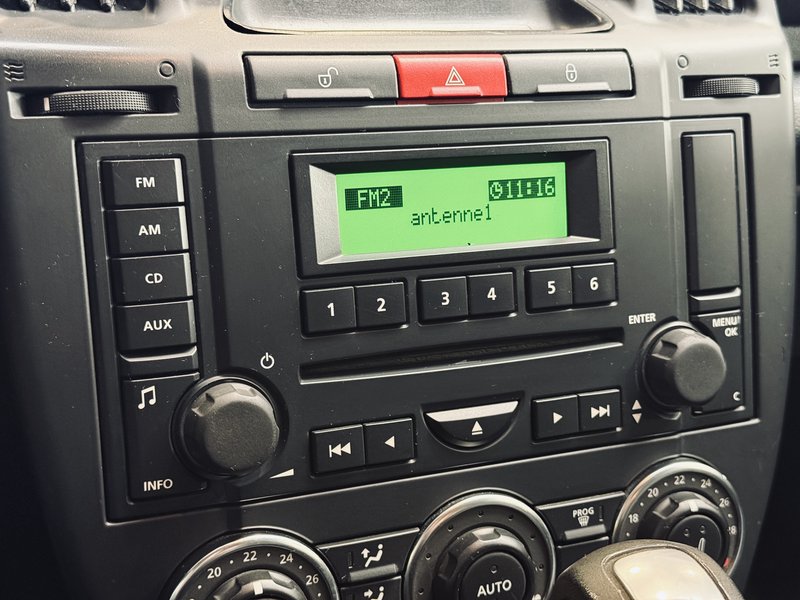 FM2 11:16
antenne1
FM
AM
CD
AUX
1 2 3 4 5 6
ENTER
MENU
OK
C
INFO
PROG
20 22 24 26
AUTO
18 20 22 24 26 28